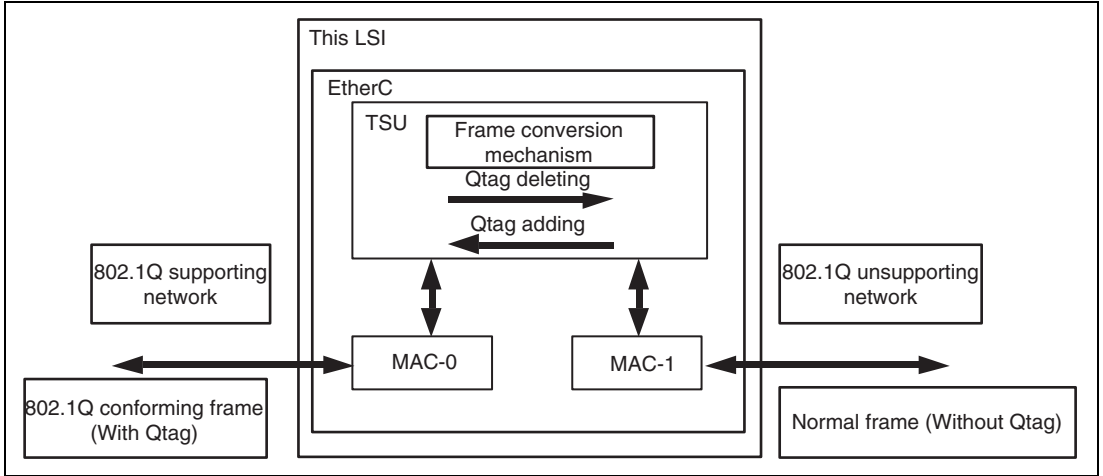 This LSI
EtherC
TSU
Frame conversion
mechanism
Qtag deleting
Qtag adding
802.1Q supporting
network
802.1Q unsupporting
network
MAC-0
MAC-1
802.1Q conforming frame
(With Qtag)
Normal frame (Without Qtag)